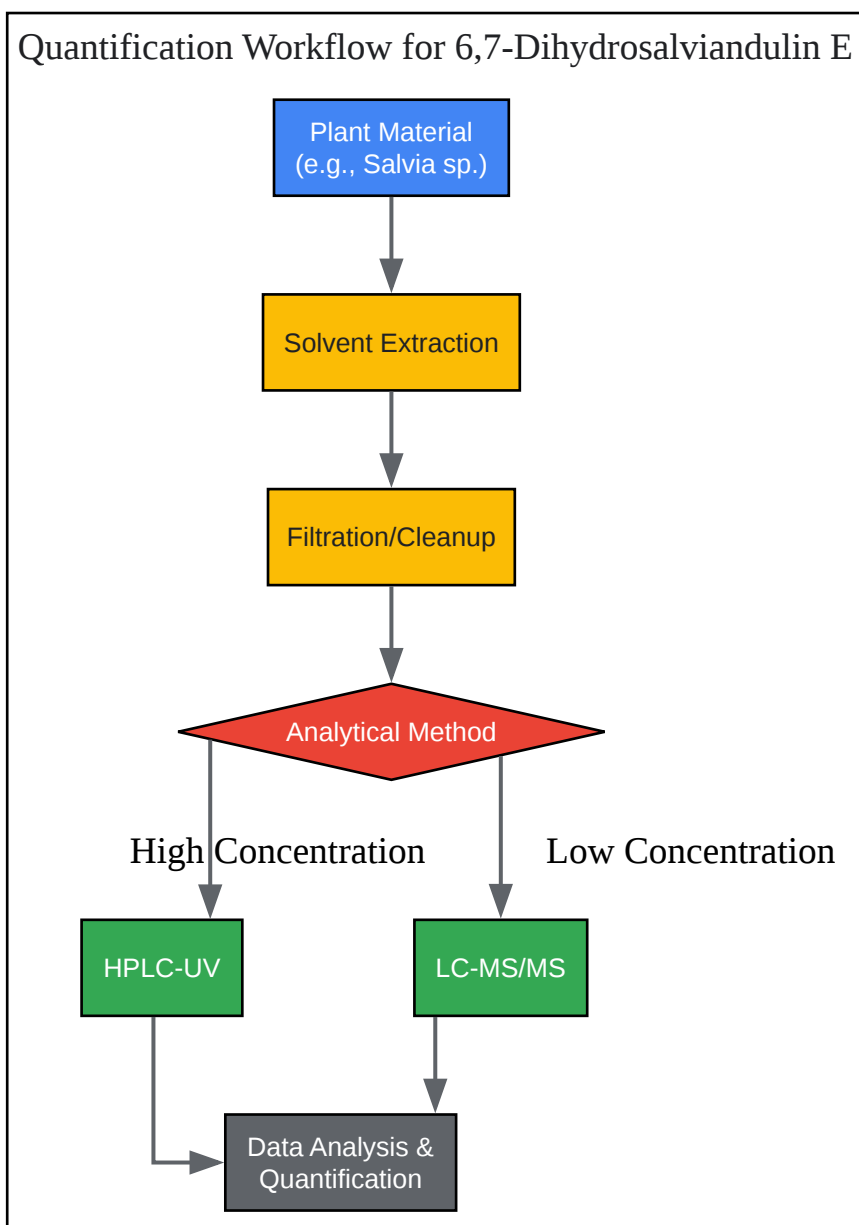 Quantification Workflow for 6,7-Dihydrosalviandulin E
Plant Material
(e.g., Salvia sp.)
Solvent Extraction
Filtration/Cleanup
Analytical Method
High Concentration
Low Concentration
HPLC-UV
LC-MS/MS
Data Analysis &
Quantification